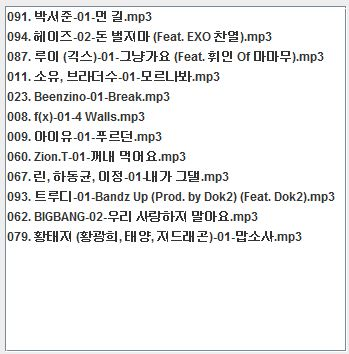 091. 박서준-01-먼 길.mp3
094. 헤이즈-02-돈 벌지마 (Feat. EXO 찬열).mp3
087. 루이 (긱스)-01-그냥가요 (Feat. 휘인 Of 마마무).mp3
011. 소유, 브라더수-01-모르나봐.mp3
023. Beenzino-01-Break.mp3
008. f(x)-01-4 Walls.mp3
009. 아이유-01-푸르던.mp3
060. Zion.T-01-꺼내 먹어요.mp3
067. 린, 하동균, 이정-01-내가 그댈.mp3
093. 트루디-01-Bandz Up (Prod. by Dok2) (Feat. Dok2).mp3
062. BIGBANG-02-우리 사랑하지 말아요.mp3
079. 황태지 (황광희, 태양, 지드래곤)-01-맙소사.mp3